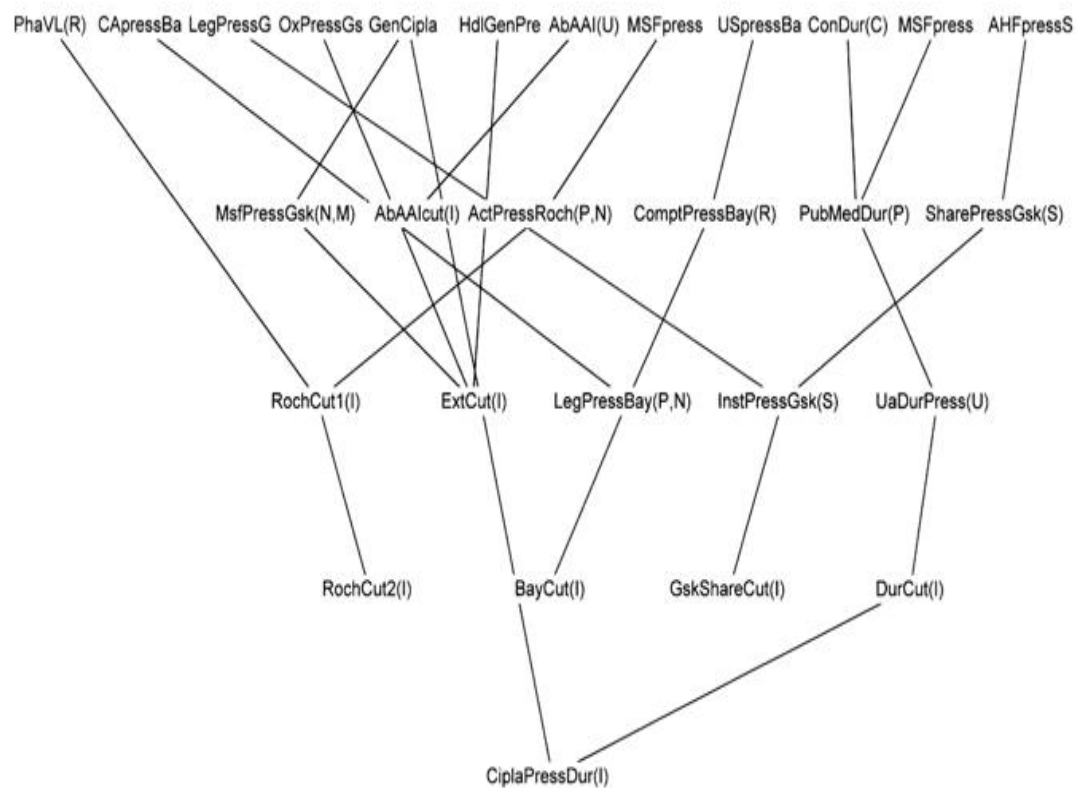 PhaVL(R) CApressBa LegPressG OxPressGs GenCipla HdlGenPre AbAAI(U) MSFpress USpressBa ConDur(C) MSFpress AHFpressS
MsfPressGsk(N,M) AbAAIcut(I) ActPressRoch(P,N) ComptPressBay(R) PubMedDur(P) SharePressGsk(S)
RochCut1(I) ExtCut(I) LegPressBay(P,N) InstPressGsk(S) UaDurPress(U)
RochCut2(I) BayCut(I) GskShareCut(I) DurCut(I)
CiplaPressDur(I)